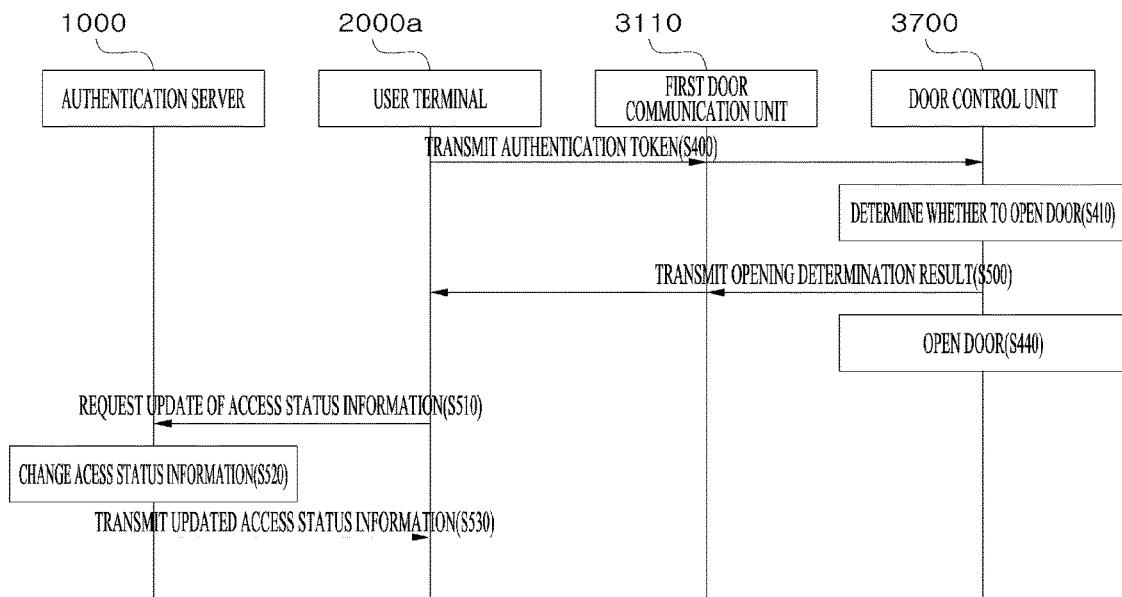 1000
2000a
3110
3700
AUTHENTICATION SERVER
USER TERMINAL
FIRST DOOR
COMMUNICATION UNIT
DOOR CONTROL UNIT
TRANSMIT AUTHENTICATION TOKEN(S400)
DETERMINE WHETHER TO OPEN DOOR(S410)
TRANSMIT OPENING DETERMINATION RESULT(S500)
OPEN DOOR(S440)
REQUEST UPDATE OF ACCESS STATUS INFORMATION(S510)
CHANGE ACESS STATUS INFORMATION(S520)
TRANSMIT UPDATED ACCESS STATUS INFORMATION(S530)